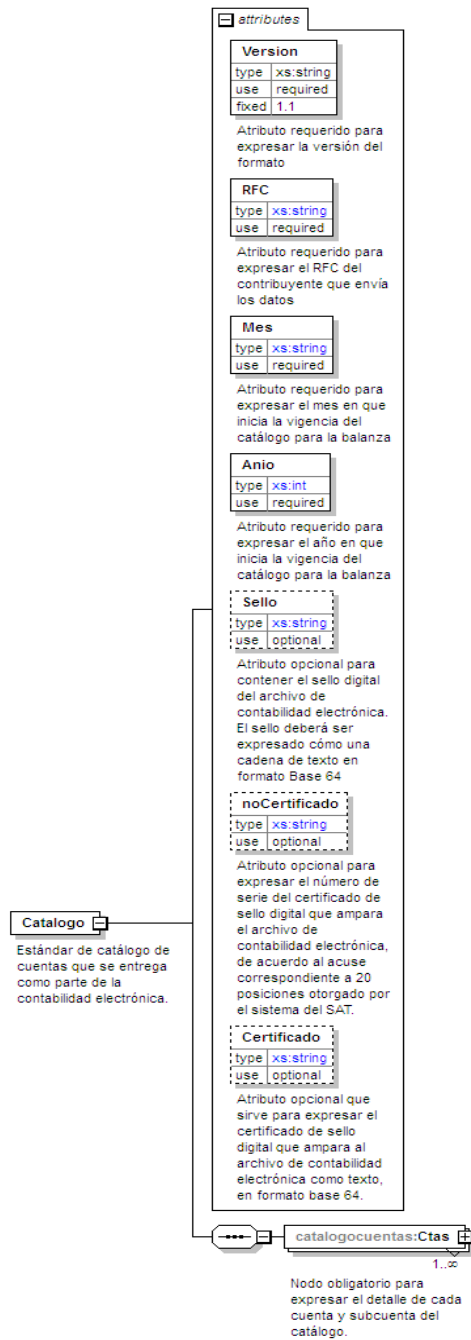 attributes
Version
type xs:string
use required
fixed 1.1
Atributo requerido para
expresar la versión del
formato
RFC
type xs:string
use required
Atributo requerido para
expresar el RFC del
contribuyente que envía
los datos
Mes
type xs:string
use required
Atributo requerido para
expresar el mes en que
inicia la vigencia del
catálogo para la balanza
Anio
type xs:int
use required
Atributo requerido para
expresar el año en que
inicia la vigencia del
catálogo para la balanza
Sello
type xs:string
use optional
Atributo opcional para
contener el sello digital
del archivo de
contabilidad electrónica.
El sello deberá ser
expresado cómo una
cadena de texto en
formato Base 64
noCertificado
type xs:string
use optional
Atributo opcional para
expresar el número de
serie del certificado de
sello digital que ampara
el archivo de
contabilidad electrónica,
de acuerdo al acuse
correspondiente a 20
posiciones otorgado por
el sistema del SAT.
Certificado
type xs:string
use optional
Atributo opcional que
sirve para expresar el
certificado de sello
digital que ampara al
archivo de contabilidad
electrónica como texto,
en formato base 64.
Catalogo
Estándar de catálogo de
cuentas que se entrega
como parte de la
contabilidad electrónica.
catalogocuentas:Ctas
1..∞
Nodo obligatorio para
expresar el detalle de cada
cuenta y subcuenta del
catálogo.